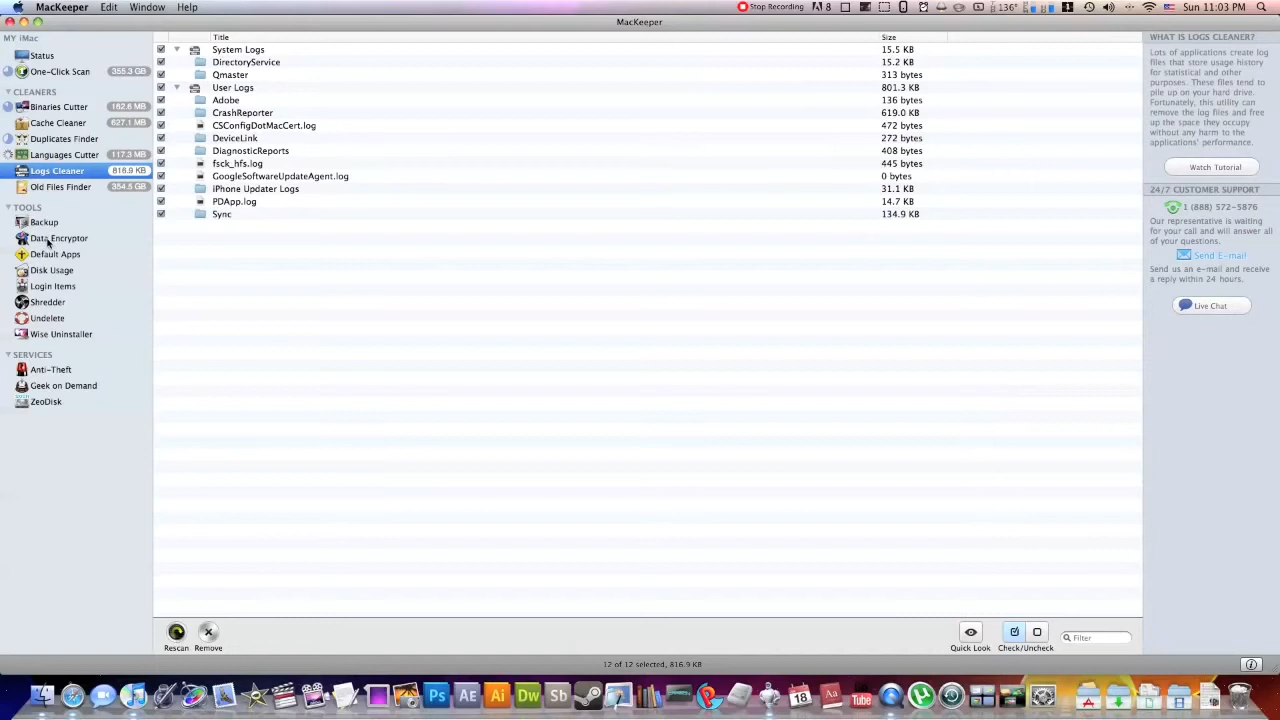 MacKeeper Edit Window Help
Stop Recording
8
136°
Sun 11:03 PM
MacKeeper
MY iMac
Status
One-Click Scan 355.3 GB
CLEANERS
Binaries Cutter 162.6 MB
Cache Cleaner 627.1 MB
Duplicates Finder
Languages Cutter 117.3 MB
Logs Cleaner 816.9 KB
Old Files Finder 354.5 GB
TOOLS
Backup
Data Encryptor
Default Apps
Disk Usage
Login Items
Shredder
Undelete
Wise Uninstaller
SERVICES
Anti-Theft
Geek on Demand
ZeoDisk
Title Size
System Logs 15.5 KB
DirectoryService 15.2 KB
Qmaster 313 bytes
User Logs 801.3 KB
Adobe 136 bytes
CrashReporter 619.0 KB
CSConfigDotMacCert.log 472 bytes
DeviceLink 272 bytes
DiagnosticReports 408 bytes
fsck_hfs.log 445 bytes
GoogleSoftwareUpdateAgent.log 0 bytes
iPhone Updater Logs 31.1 KB
PDApp.log 14.7 KB
Sync 134.9 KB
WHAT IS LOGS CLEANER?
Lots of applications create log
files that store usage history
for statistical and other
purposes. These files tend to
pile up on your hard drive.
Fortunately, this utility can
remove the log files and free
up the space they occupy
without any harm to the
applications' performance.
Watch Tutorial
24/7 CUSTOMER SUPPORT
1 (888) 572-5876
Our representative is waiting
for your call and will answer all
of your questions.
Send E-mail
Send us an e-mail and receive
a reply within 24 hours.
Live Chat
Rescan Remove
Quick Look Check/Uncheck
Filter
12 of 12 selected, 816.9 KB
Ps AE Ai Dw Sb
18
Aa
You Tube